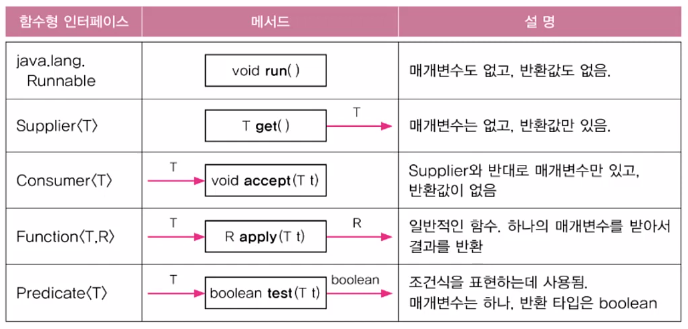 함수형 인터페이스 메서드 설 명
java.lang.
Runnable
void run( )
매개변수도 없고, 반환값도 없음.
Supplier⟨T⟩
T get( )
T
매개변수는 없고, 반환값만 있음.
Consumer⟨T⟩
T
void accept(T t)
Supplier와 반대로 매개변수만 있고,
반환값이 없음
Function⟨T,R⟩
T
R apply(T t)
R
일반적인 함수. 하나의 매개변수를 받아서
결과를 반환
Predicate⟨T⟩
T
boolean test(T t)
boolean
조건식을 표현하는데 사용됨.
매개변수는 하나, 반환 타입은 boolean